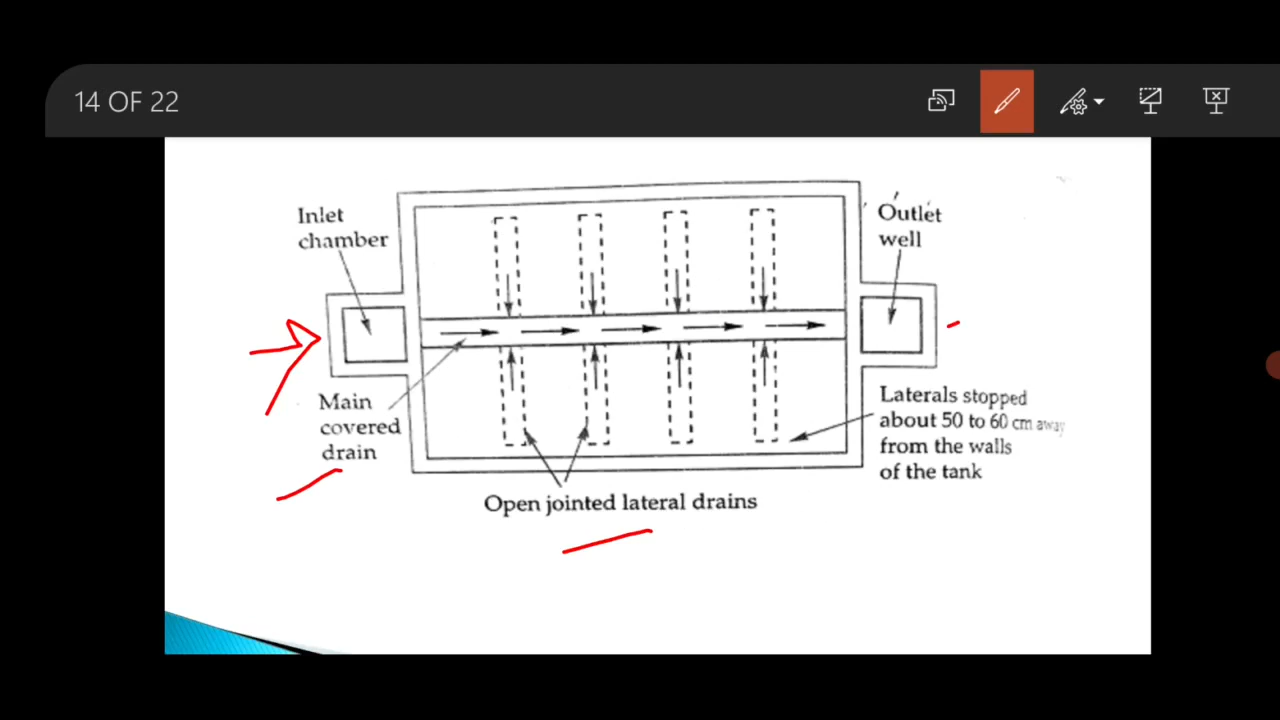 14 OF 22
Inlet
chamber
Outlet
well
Main
covered
drain
Laterals stopped
about 50 to 60 cm away
from the walls
of the tank
Open jointed lateral drains